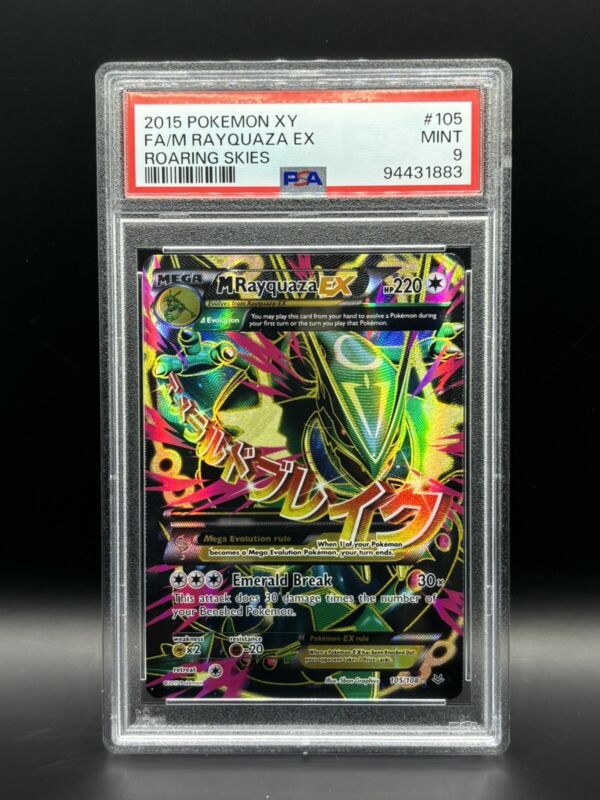 2015 POKEMON XY #105
FA/M RAYQUAZA EX MINT
ROARING SKIES 9
PSA 94431883
MEGA M Rayquaza EX HP220
Evolves from Rayquaza-EX
Δ Evolution You may play this card from your hand to evolve a Pokémon during
your first turn or the turn you play that Pokémon.
エメラルドブレイク
Mega Evolution rule When 1 of your Pokémon
becomes a Mega Evolution Pokémon, your turn ends.
Emerald Break 30×
This attack does 30 damage times the number of
your Benched Pokémon.
weakness resistance Pokémon-EX rule
×2 -20 When a Pokémon-EX has been Knocked Out,
your opponent takes 2 Prize cards.
retreat
©2015 Pokémon Illus. 5ban Graphics 105/108
PSA